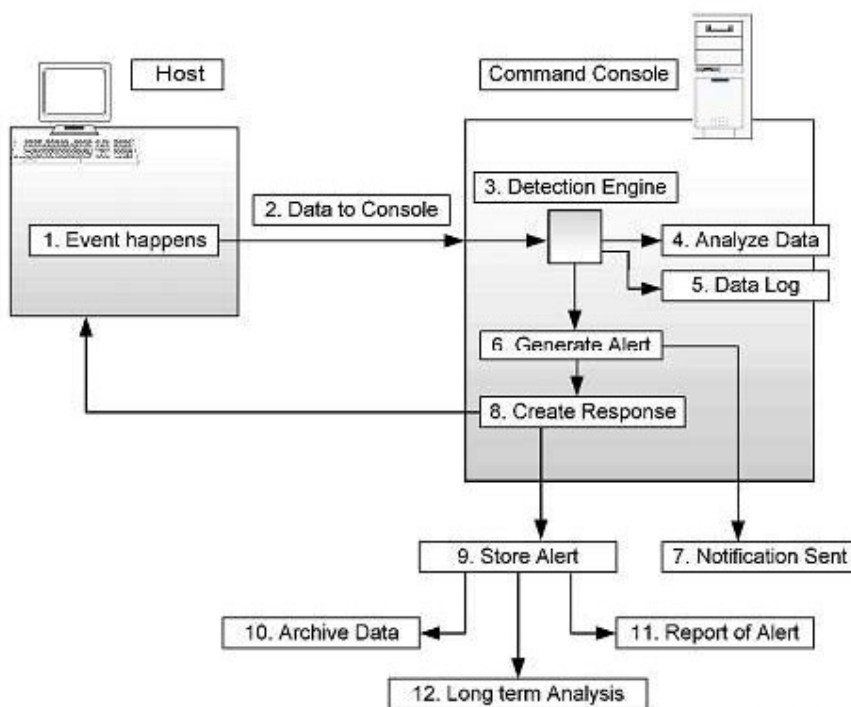 Host
Command Console
3. Detection Engine
2. Data to Console
1. Event happens
4. Analyze Data
5. Data Log
6. Generate Alert
8. Create Response
9. Store Alert
7. Notification Sent
10. Archive Data
11. Report of Alert
12. Long term Analysis